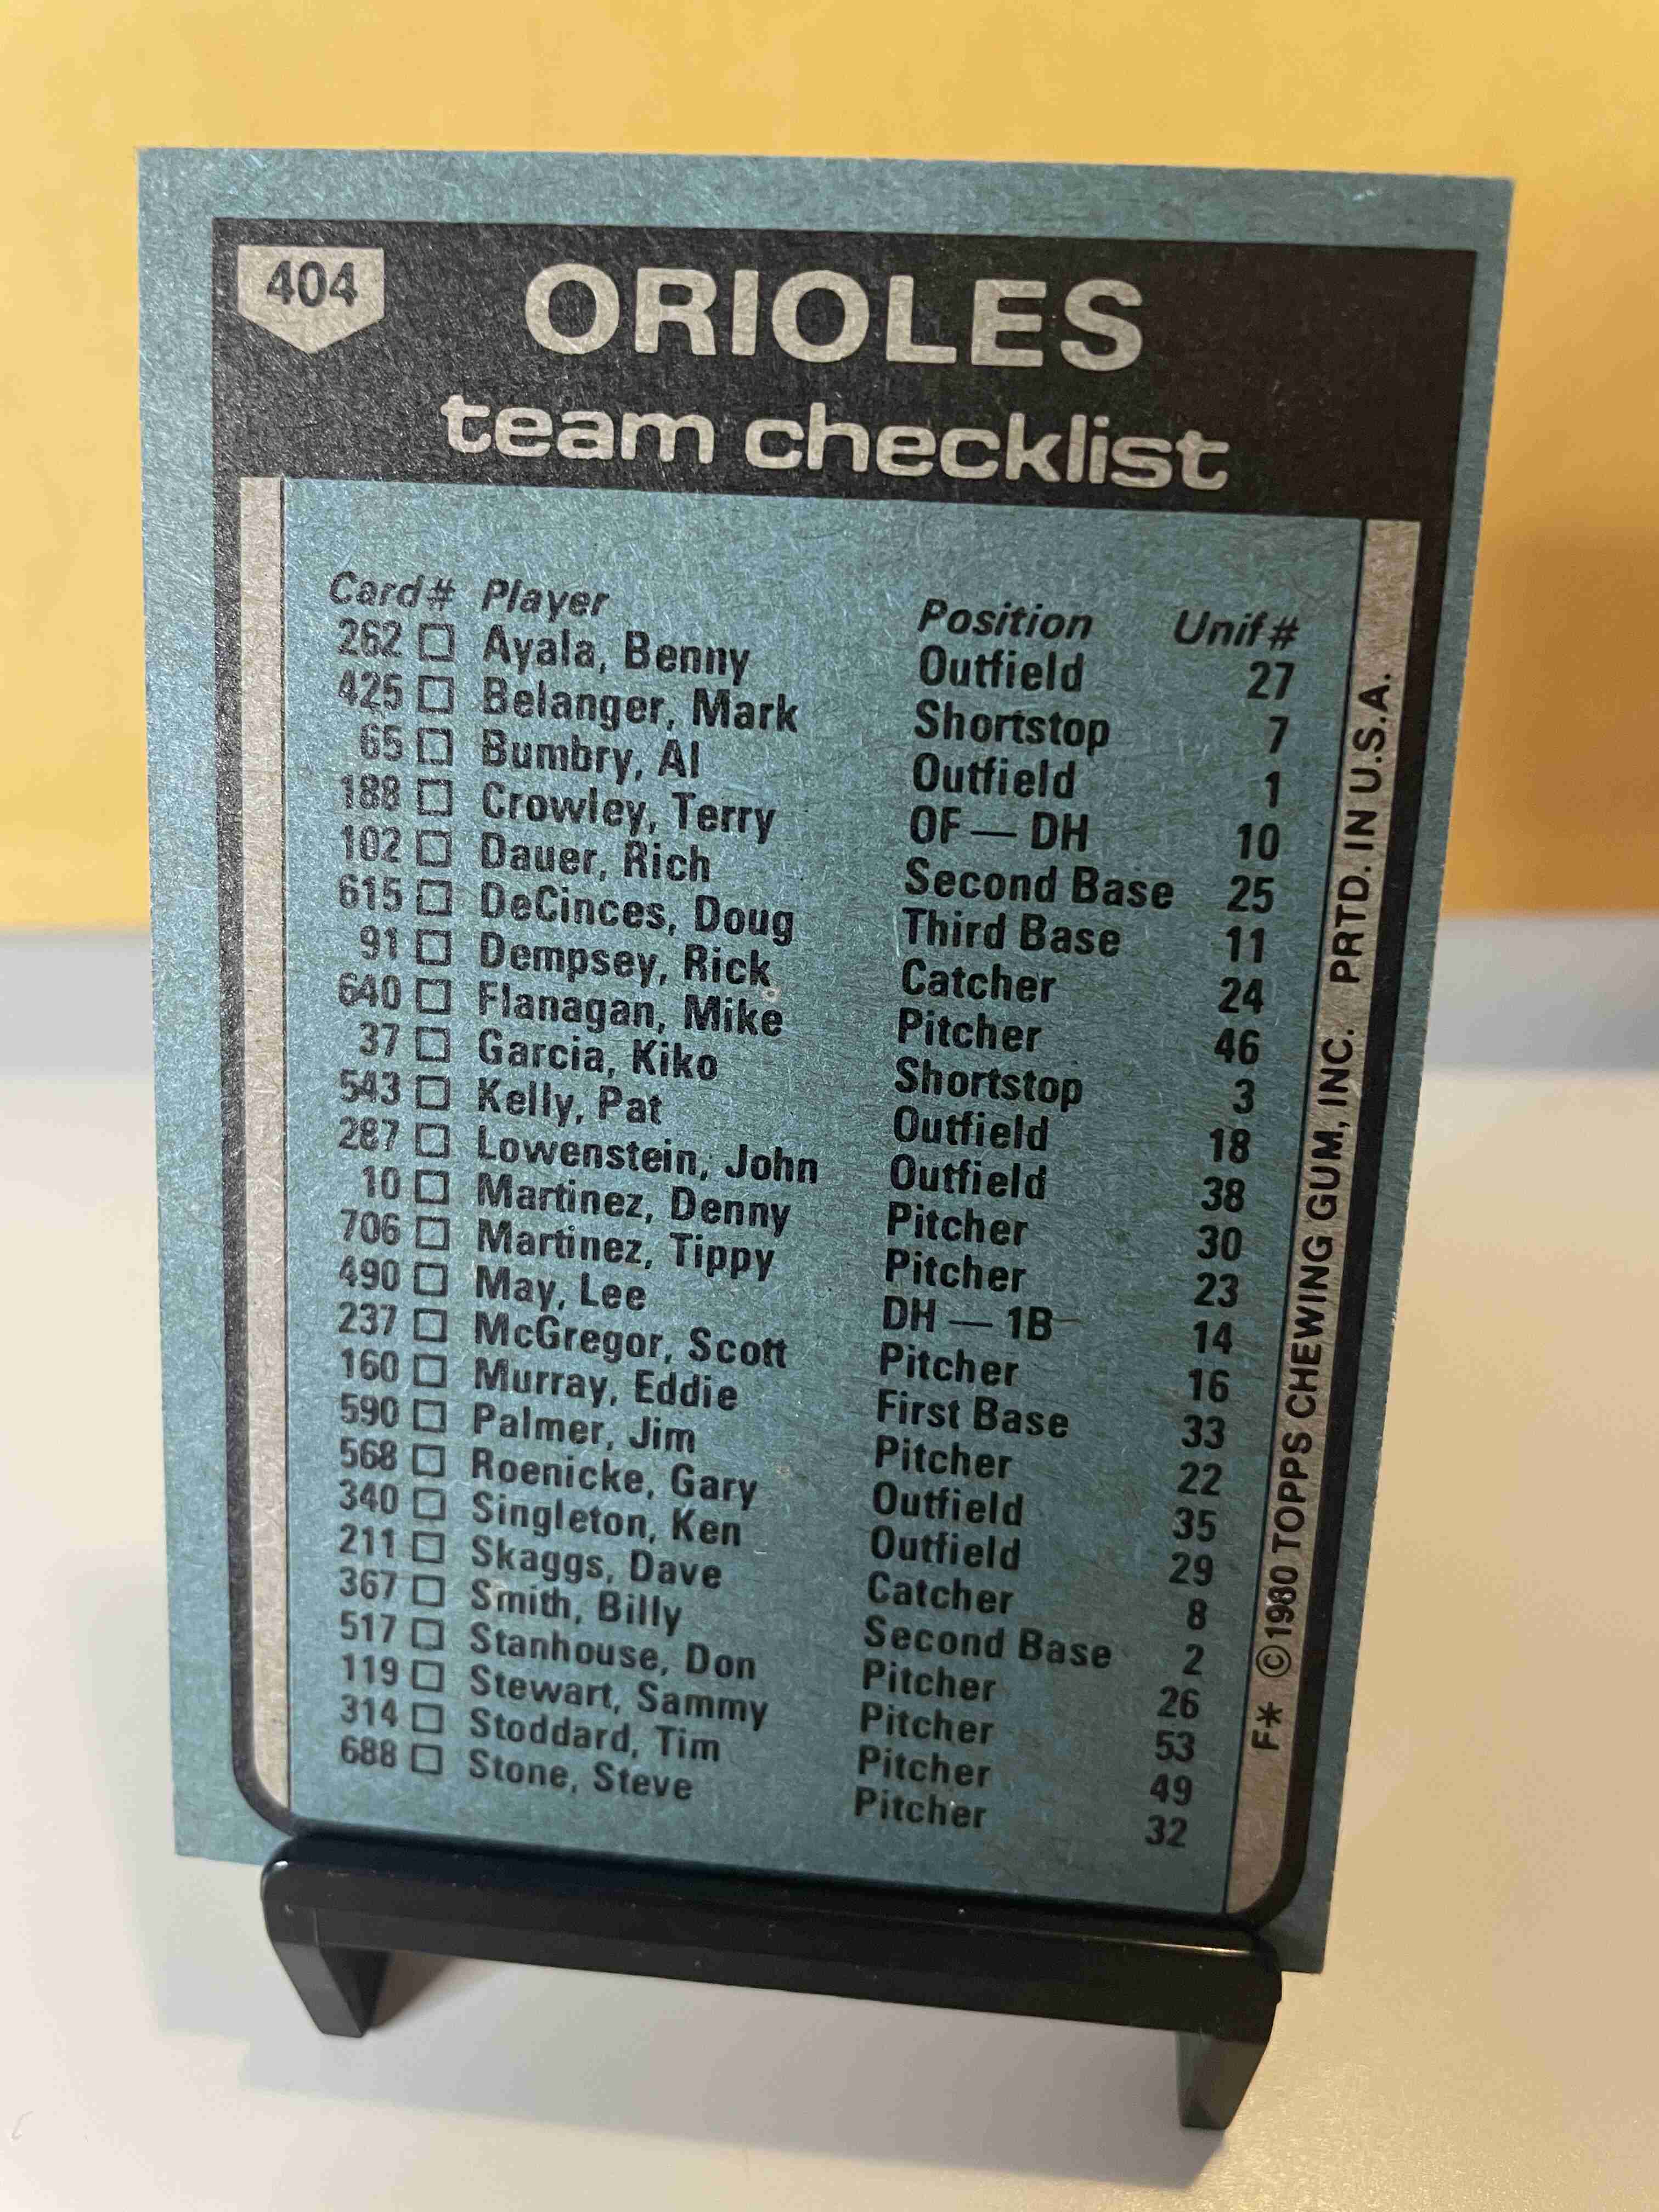 404
ORIOLES
team checklist
Card# Player Position Unif#
262 □ Ayala, Benny Outfield 27
425 □ Belanger, Mark Shortstop 7
65 □ Bumbry, Al Outfield 1
188 □ Crowley, Terry OF — DH 10
102 □ Dauer, Rich Second Base 25
615 □ DeCinces, Doug Third Base 11
91 □ Dempsey, Rick Catcher 24
640 □ Flanagan, Mike Pitcher 46
37 □ Garcia, Kiko Shortstop 3
543 □ Kelly, Pat Outfield 18
287 □ Lowenstein, John Outfield 38
10 □ Martinez, Denny Pitcher 30
706 □ Martinez, Tippy Pitcher 23
490 □ May, Lee DH — 1B 14
237 □ McGregor, Scott Pitcher 16
160 □ Murray, Eddie First Base 33
590 □ Palmer, Jim Pitcher 22
568 □ Roenicke, Gary Outfield 35
340 □ Singleton, Ken Outfield 29
211 □ Skaggs, Dave Catcher 8
367 □ Smith, Billy Second Base 2
517 □ Stanhouse, Don Pitcher 26
119 □ Stewart, Sammy Pitcher 53
314 □ Stoddard, Tim Pitcher 49
688 □ Stone, Steve Pitcher 32
F* © 1980 TOPPS CHEWING GUM, INC. PRTD. IN U.S.A.